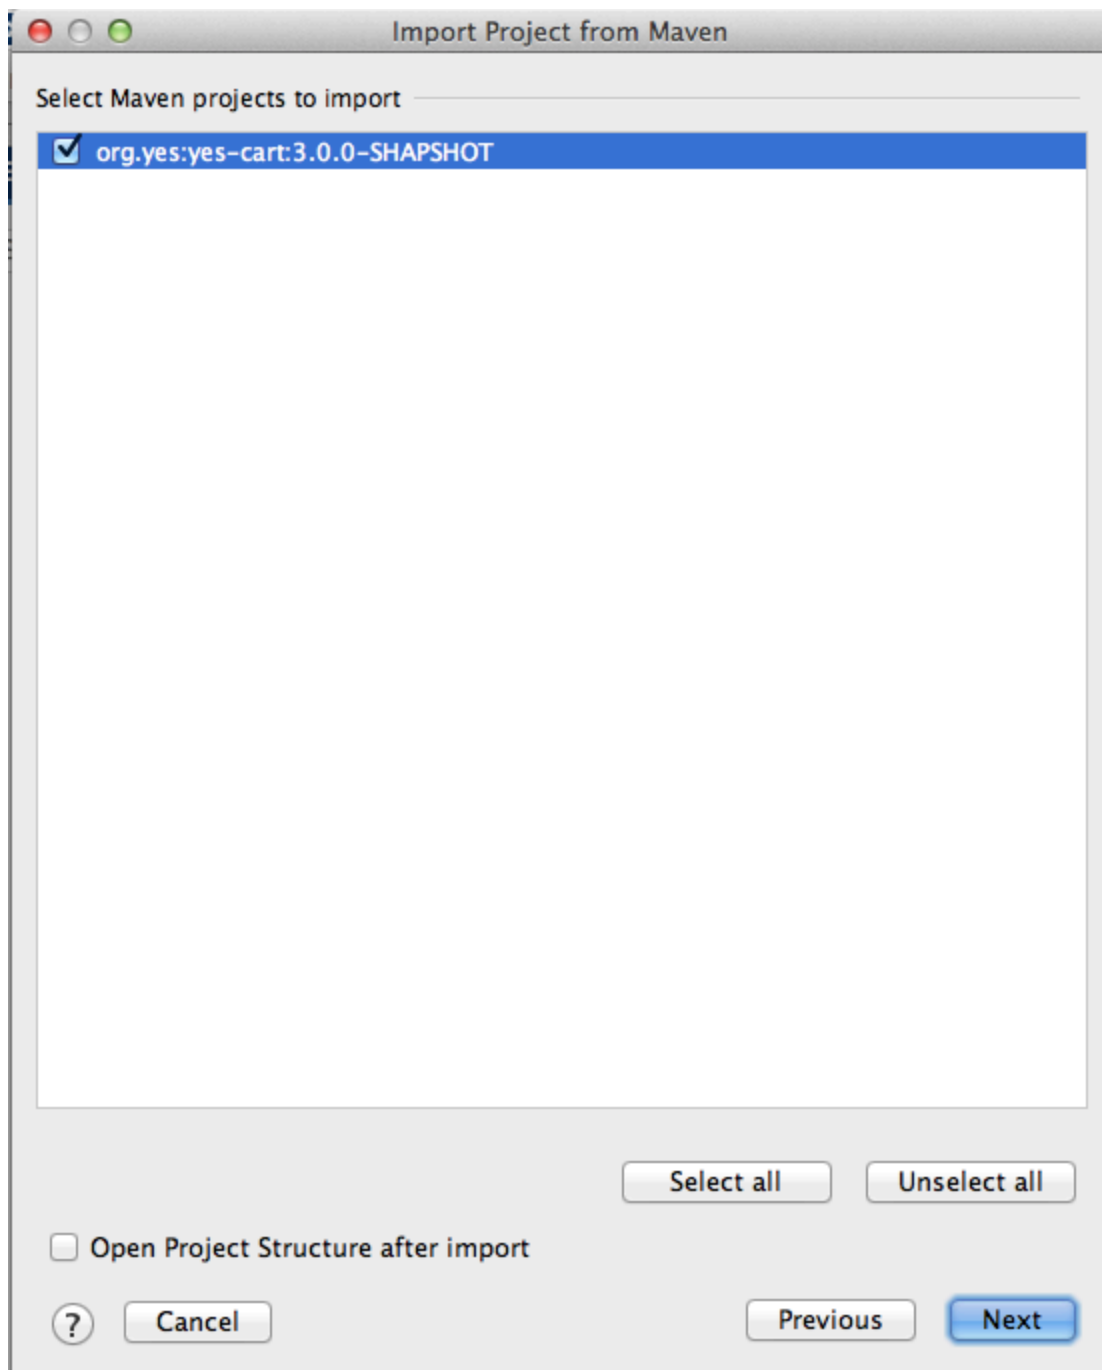 Import Project from Maven
Select Maven projects to import
org.yes:yes-cart:3.0.0-SHAPSHOT
Select all Unselect all
Open Project Structure after import
? Cancel Previous Next